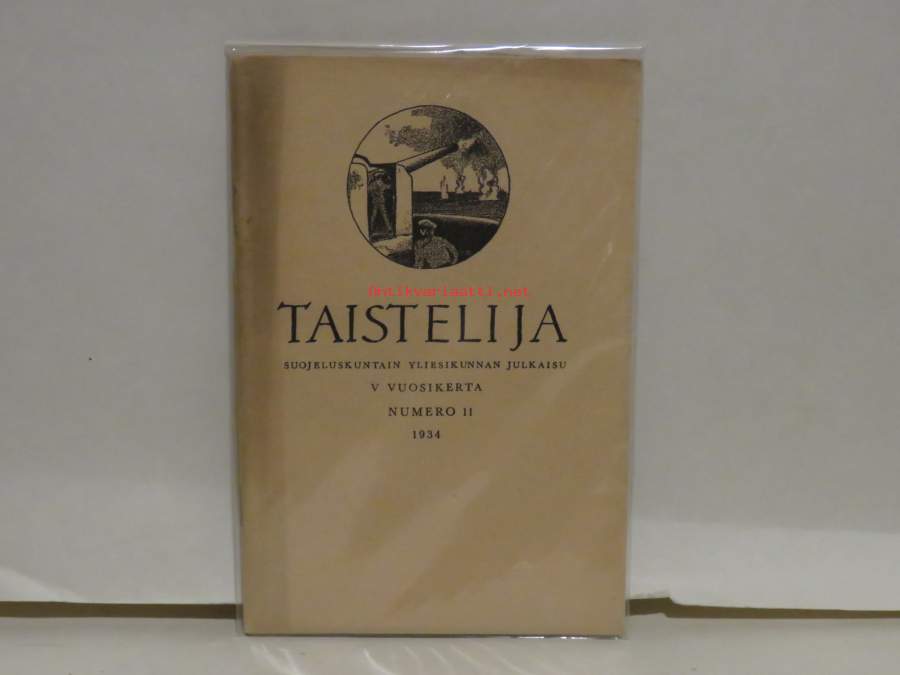 Antikvariaatti.net
TAISTELIJA
SUOJELUSKUNTAIN YLIESIKUNNAN JULKAISU
V VUOSIKERTA
NUMERO 11
1934